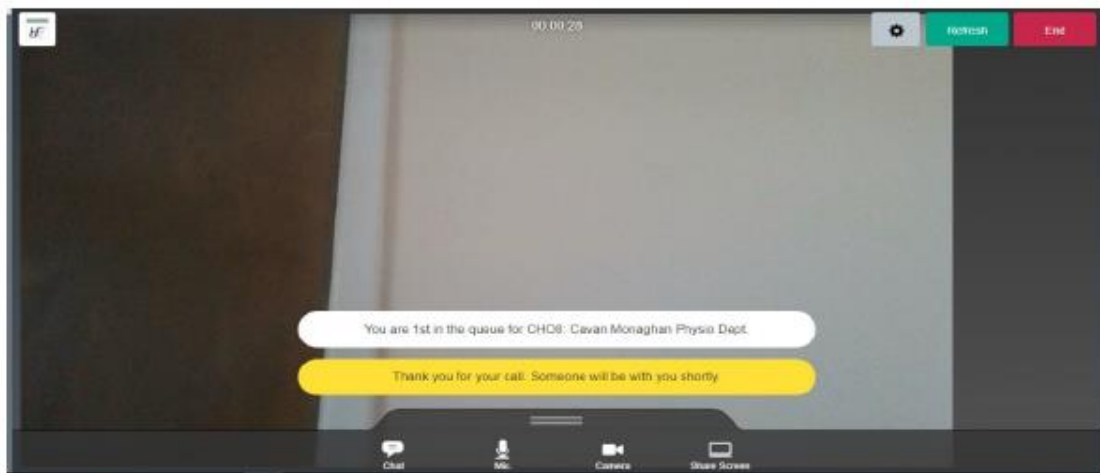 00:00:28
Refresh
End
You are 1st in the queue for CHO8: Cavan Monaghan Physio Dept.
Thank you for your call. Someone will be with you shortly.
Chat
Mic
Camera
Share Screen